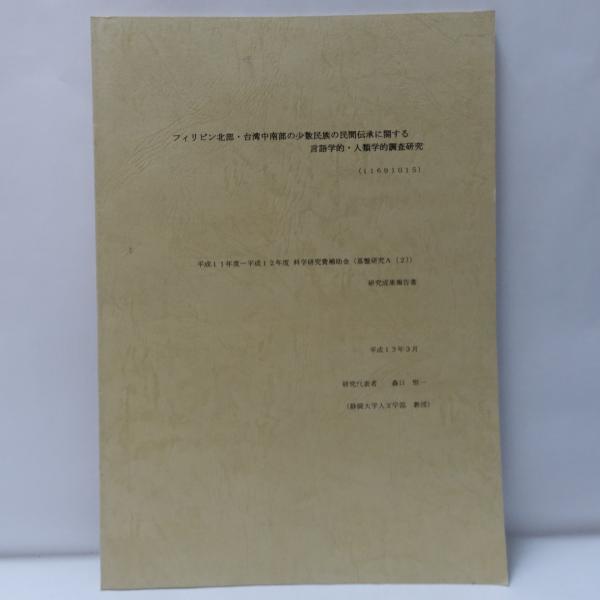 フィリピン北部・台湾中南部の少数民族の民間伝承に関する
言語学的・人類学的調査研究
(11691015)
平成11年度－平成12年度 科学研究費補助金 (基盤研究A (2))
研究成果報告書
平成13年3月
研究代表者 森口 恒一
(静岡大学人文学部 教授)